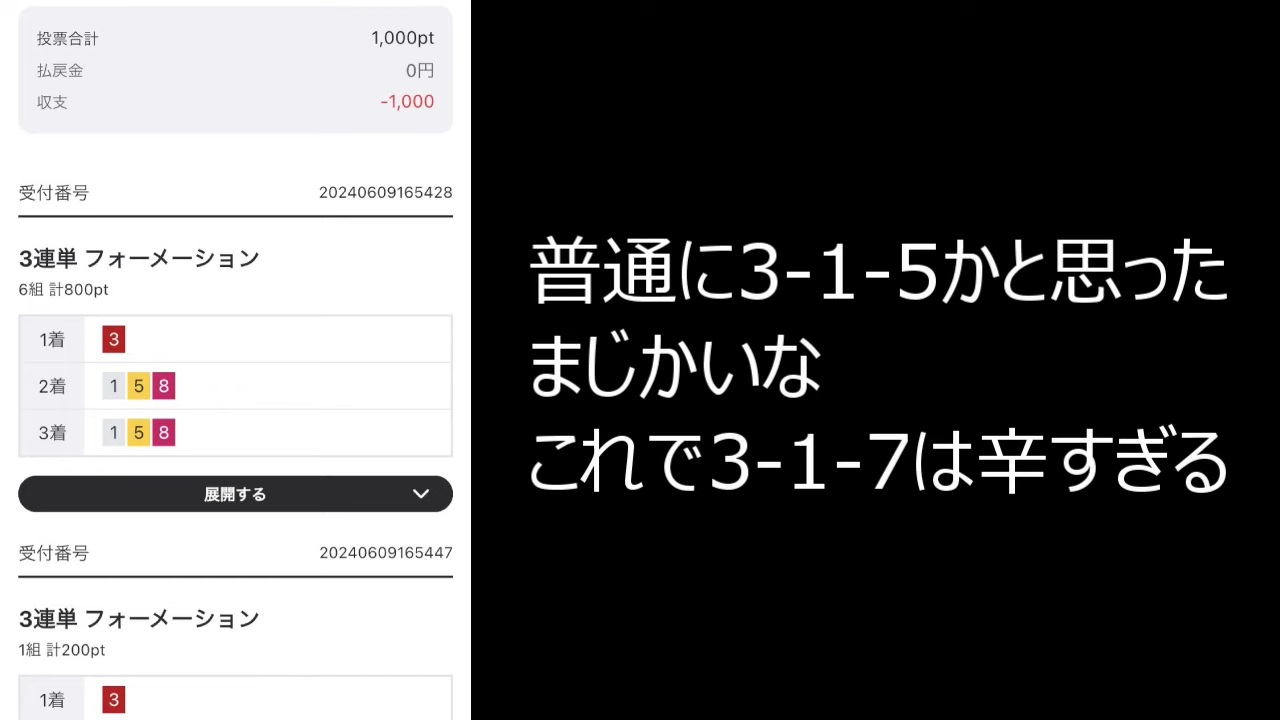 投票合計 1,000pt
払戻金 0円
収支 -1,000
受付番号 20240609165428
3連単 フォーメーション
6組 計800pt
1着 3
2着 1 5 8
3着 1 5 8
展開する
受付番号 20240609165447
3連単 フォーメーション
1組 計200pt
1着 3
普通に3-1-5かと思った
まじかいな
これで3-1-7は辛すぎる